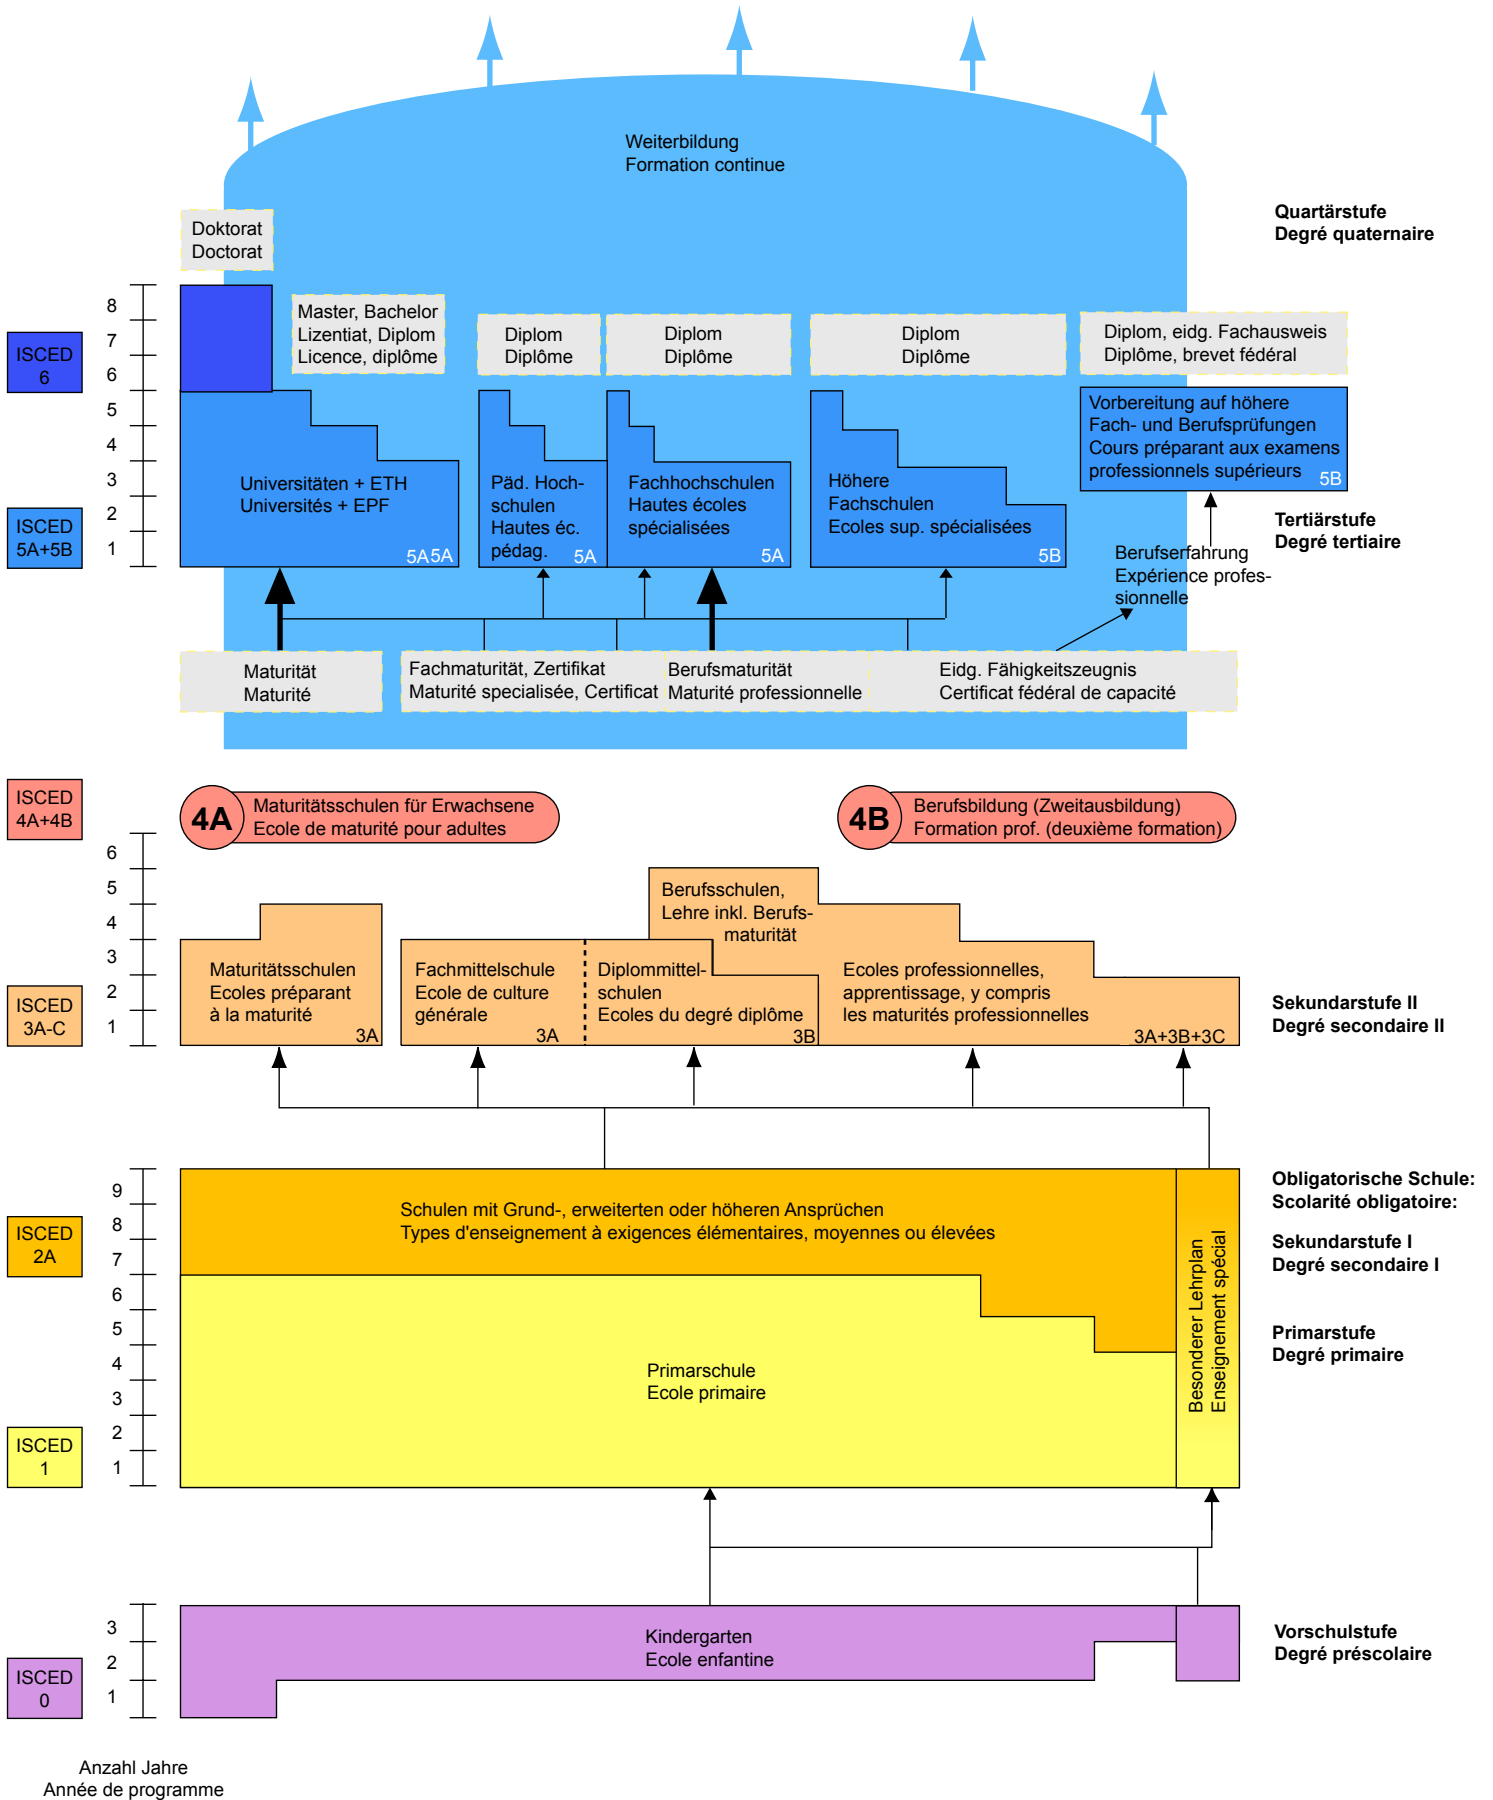 Weiterbildung
Formation continue
Quartärstufe
Degré quaternaire
Doktorat
Doctorat
8
7
6
5
4
3
2
1
ISCED
6
Master, Bachelor
Lizentiat, Diplom
Licence, diplôme
Diplom
Diplôme
Diplom
Diplôme
Diplom
Diplôme
Diplom, eidg. Fachausweis
Diplôme, brevet fédéral
Vorbereitung auf höhere
Fach- und Berufsprüfungen
Cours préparant aux examens
professionnels supérieurs
5B
Universitäten + ETH
Universités + EPF
5A5A
Päd. Hoch-
schulen
Hautes éc.
pédag.
5A
Fachhochschulen
Hautes écoles
spécialisées
5A
Höhere
Fachschulen
Ecoles sup. spécialisées
5B
ISCED
5A+5B
Tertiärstufe
Degré tertiaire
Berufserfahrung
Expérience profes-
sionnelle
Maturität
Maturité
Fachmaturität, Zertifikat
Maturité specialisée, Certificat
Berufsmaturität
Maturité professionnelle
Eidg. Fähigkeitszeugnis
Certificat fédéral de capacité
ISCED
4A+4B
4A
Maturitätsschulen für Erwachsene
Ecole de maturité pour adultes
4B
Berufsbildung (Zweitausbildung)
Formation prof. (deuxième formation)
6
5
4
3
2
1
Berufsschulen,
Lehre inkl. Berufs-
maturität
Maturitätsschulen
Ecoles préparant
à la maturité
3A
Fachmittelschule
Ecole de culture
générale
3A
Diplommittel-
schulen
Ecoles du degré diplôme
3B
Ecoles professionnelles,
apprentissage, y compris
les maturités professionnelles
3A+3B+3C
ISCED
3A-C
Sekundarstufe II
Degré secondaire II
Obligatorische Schule:
Scolarité obligatoire:
9
8
7
6
5
4
3
2
1
Schulen mit Grund-, erweiterten oder höheren Ansprüchen
Types d'enseignement à exigences élémentaires, moyennes ou élevées
ISCED
2A
Sekundarstufe I
Degré secondaire I
Besonderer Lehrplan
Enseignement spécial
Primarstufe
Degré primaire
Primarschule
Ecole primaire
ISCED
1
3
2
1
Kindergarten
Ecole enfantine
Vorschulstufe
Degré préscolaire
ISCED
0
Anzahl Jahre
Année de programme